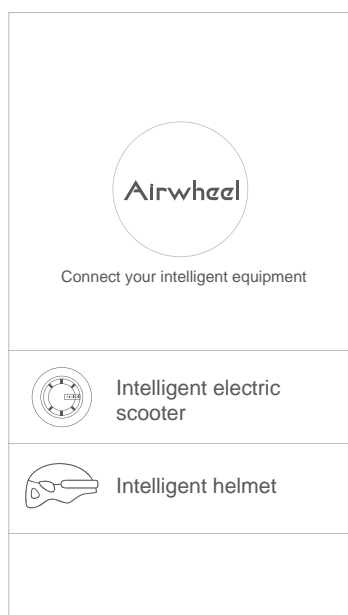 Airwheel
Connect your intelligent equipment
Intelligent electric
scooter
Intelligent helmet